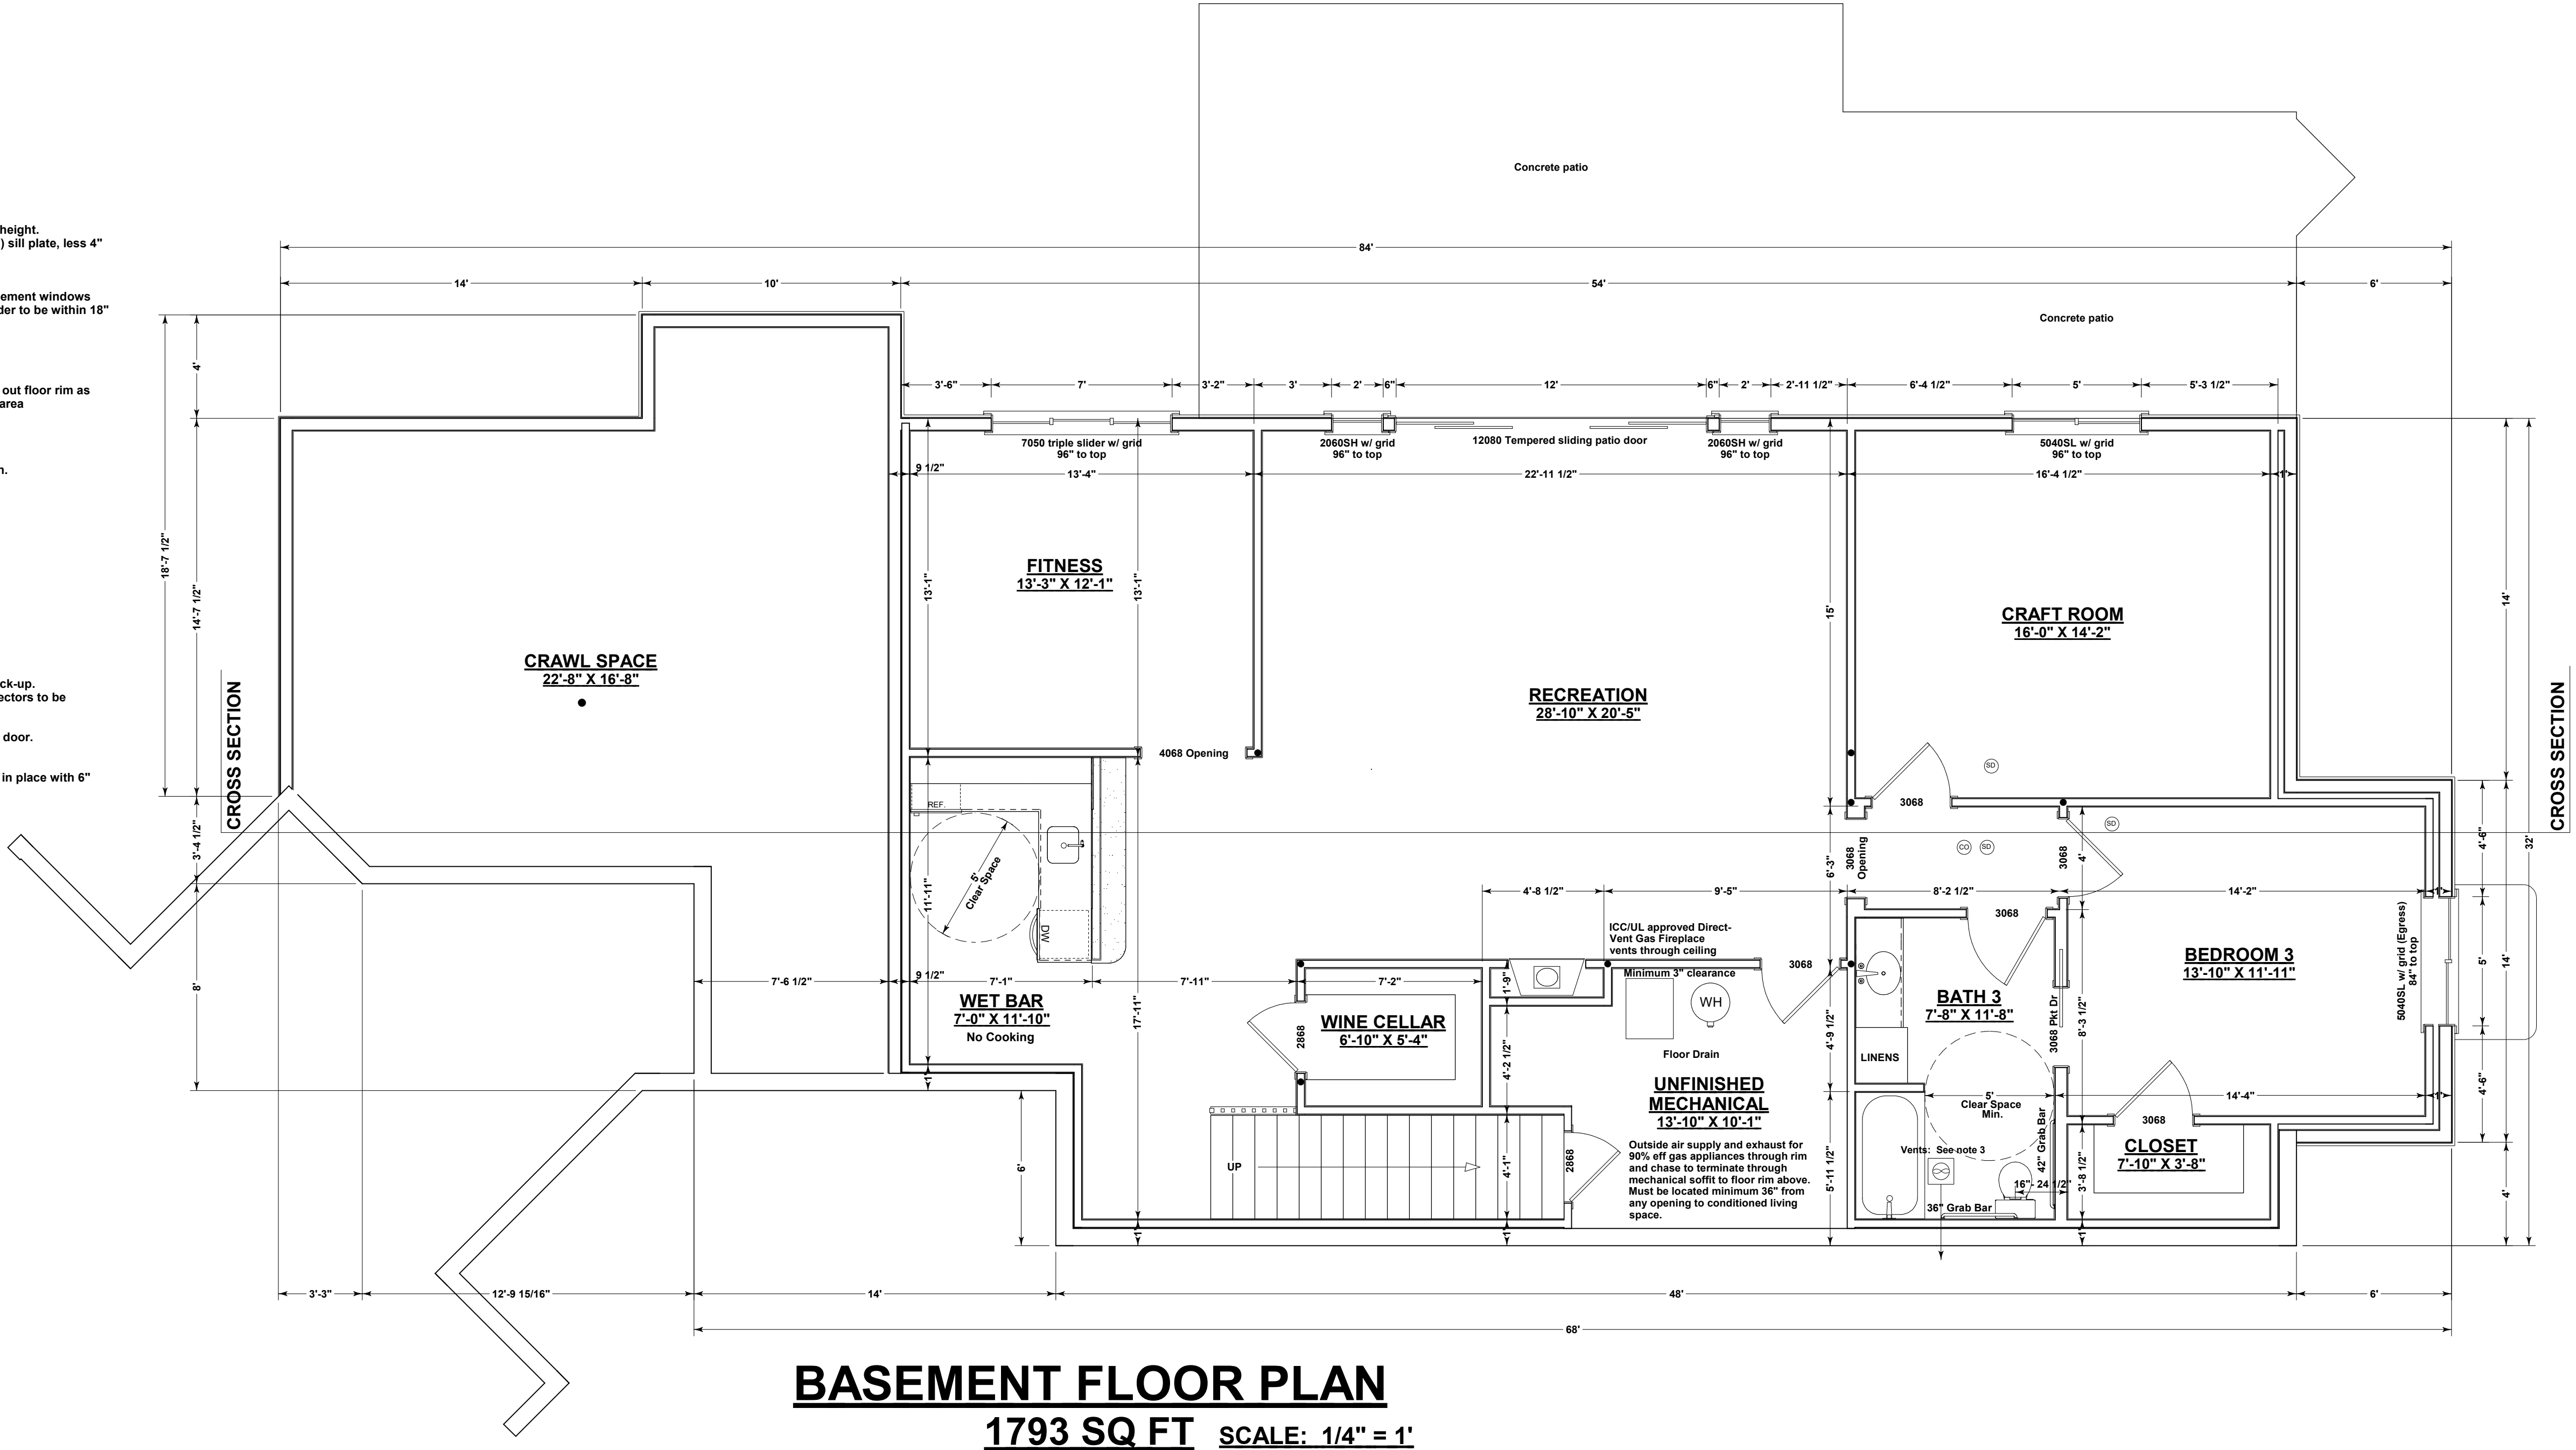 height.
) sill plate, less 4"
ement windows
der to be within 18"
out floor rim as
area
n.
ck-up.
ectors to be
door.
in place with 6"
Concrete patio
84'
14'
10'
54'
6'
Concrete patio
4'
18'-7 1/2"
14'-7 1/2"
3'-4 1/2"
8'
3'-6"
7'
3'-2"
3'
2'
6"
12'
6"
2'
2'-11 1/2"
6'-4 1/2"
5'
5'-3 1/2"
7050 triple slider w/ grid
96" to top
2060SH w/ grid
96" to top
12080 Tempered sliding patio door
2060SH w/ grid
96" to top
5040SL w/ grid
96" to top
9 1/2"
13'-4"
22'-11 1/2"
16'-4 1/2"
1'
13'-1"
13'-1"
15'
14'
32'
FITNESS
13'-3" X 12'-1"
CRAFT ROOM
16'-0" X 14'-2"
CRAWL SPACE
22'-8" X 16'-8"
RECREATION
28'-10" X 20'-5"
CROSS SECTION
CROSS SECTION
4068 Opening
SD
3068
SD
REF.
5'
Clear Space
DW
11'-11"
3068
Opening
6'-3"
CO
SD
3068
4'
4'-6"
4'-8 1/2"
9'-5"
8'-2 1/2"
14'-2"
1'
3068
ICC/UL approved Direct-
Vent Gas Fireplace
vents through ceiling
Minimum 3" clearance
3068
5040SL w/ grid (Egress)
84" to top
5'
14'
BEDROOM 3
13'-10" X 11'-11"
7'-6 1/2"
9 1/2"
7'-1"
7'-11"
7'-2"
1'-9"
WH
BATH 3
7'-8" X 11'-8"
3068 Pkt Dr
8'-3 1/2"
WET BAR
7'-0" X 11'-10"
No Cooking
17'-11"
2868
WINE CELLAR
6'-10" X 5'-4"
4'-2 1/2"
Floor Drain
4'-9 1/2"
LINENS
1'
UNFINISHED
MECHANICAL
13'-10" X 10'-1"
5'
Clear Space
Min.
14'-4"
1'
4'-6"
3068
CLOSET
7'-10" X 3'-8"
Outside air supply and exhaust for
90% eff gas appliances through rim
and chase to terminate through
mechanical soffit to floor rim above.
Must be located minimum 36" from
any opening to conditioned living
space.
UP
4'-1"
2868
5'-11 1/2"
Vents: See note 3
42" Grab Bar
3'-8 1/2"
16"- 24 1/2"
36" Grab Bar
6'
4'
1'
1'
1'
3'-3"
12'-9 15/16"
14'
48'
6'
68'
BASEMENT FLOOR PLAN
1793 SQ FT SCALE: 1/4" = 1'